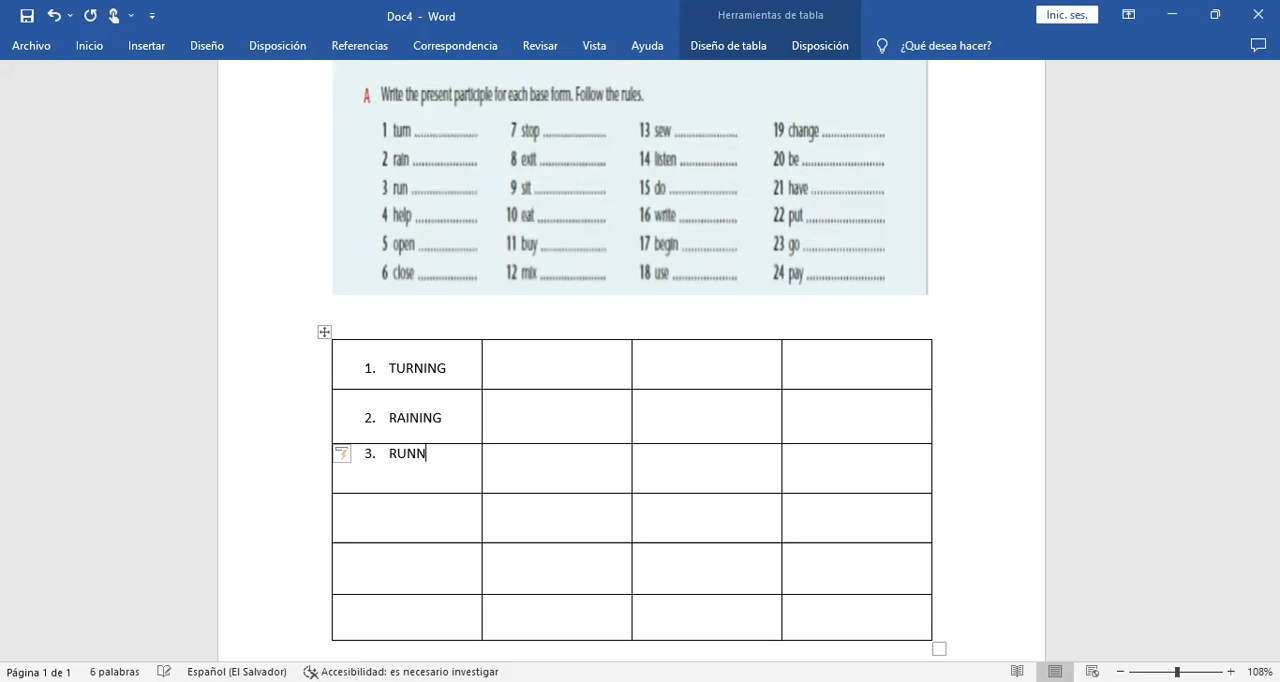 Doc4 - Word
Herramientas de tabla
Inic. ses.
Archivo Inicio Insertar Diseño Disposición Referencias Correspondencia Revisar Vista Ayuda Diseño de tabla Disposición ¿Qué desea hacer?
A Write the present participle for each base form. Follow the rules.
1 turn .................... 7 stop .................... 13 sew .................... 19 change ....................
2 rain .................... 8 exit .................... 14 listen .................... 20 be ....................
3 run .................... 9 sit .................... 15 do .................... 21 have ....................
4 help .................... 10 eat .................... 16 write .................... 22 put ....................
5 open .................... 11 buy .................... 17 begin .................... 23 go ....................
6 close .................... 12 mix .................... 18 use .................... 24 pay ....................
1. TURNING
2. RAINING
3. RUNN
Página 1 de 1 6 palabras Español (El Salvador) Accesibilidad: es necesario investigar 108%